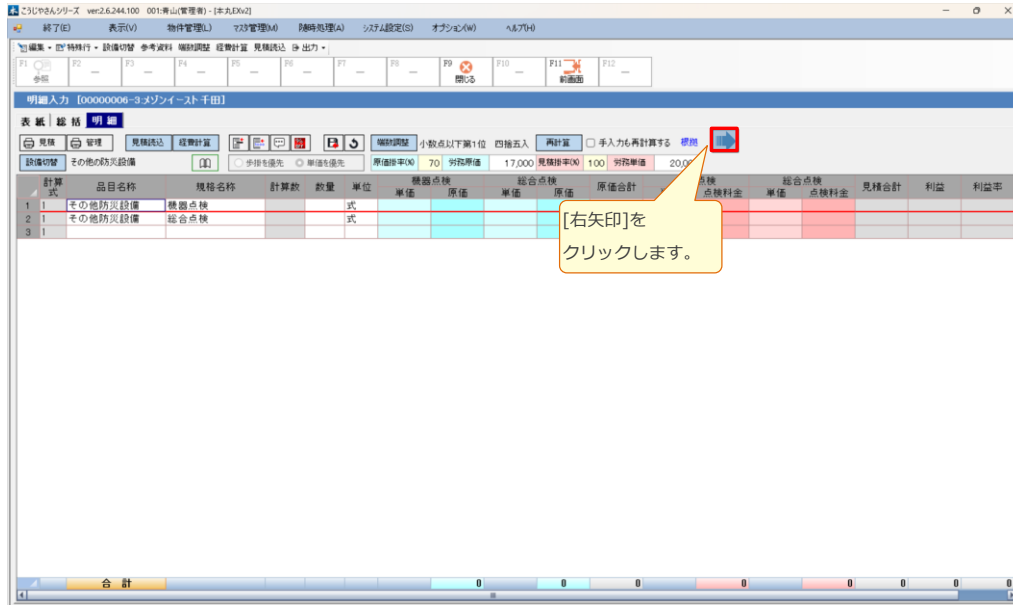 こうじやさんシリーズ ver:2.6.244.100 001:青山(管理者) - [本丸EXv2]
終了(E) 表示(V) 物件管理(L) マスタ管理(M) 随時処理(A) システム設定(S) オプション(W) ヘルプ(H)
編集 特殊行 設備切替 参考資料 端数調整 経費計算 見積読込 出力
F1 F2 F3 F4 F5 F6 F7 F8 F9 F10 F11 F12
参照 閉じる 前画面
明細入力 [00000006-3:メゾンイースト千田]
表紙 総括 明細
見積 管理 見積読込 経費計算 端数調整 小数点以下第1位 四捨五入 再計算 手入力も再計算する 根拠
設備切替 その他の防災設備 歩掛を優先 単価を優先 原価掛率(%) 70 労務原価 17,000 見積掛率(%) 100 労務単価
計算式 品目名称 規格名称 計算数 数量 単位 機器点検 単価 原価 総合点検 単価 原価 原価合計 点検 点検料金 総合点検 単価 点検料金 見積合計 利益 利益率
1 1 その他防災設備 機器点検 式
2 1 その他防災設備 総合点検 式
3 1
[右矢印]を
クリックします。
合計 0 0 0 0 0 0 0 0